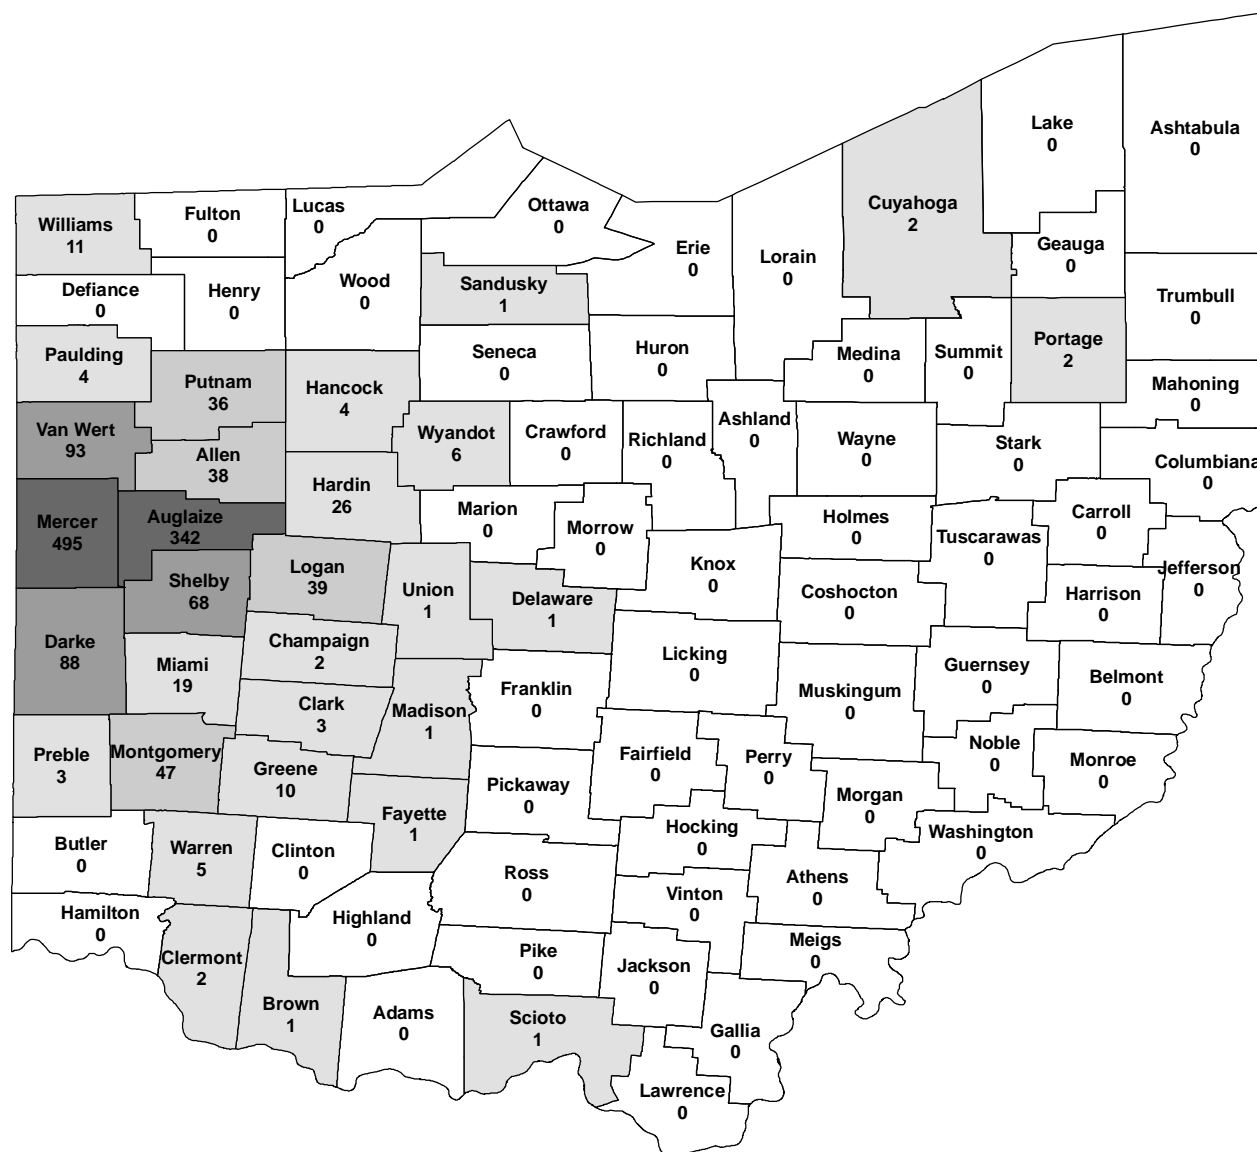 Lake
0
Ashtabula
0
Williams
11
Fulton
0
Lucas
0
Ottawa
0
Cuyahoga
2
Erie
0
Lorain
0
Geauga
0
Defiance
0
Henry
0
Wood
0
Sandusky
1
Trumbull
0
Paulding
4
Putnam
36
Hancock
4
Seneca
0
Huron
0
Medina
0
Summit
0
Portage
2
Mahoning
0
Van Wert
93
Allen
38
Wyandot
6
Crawford
0
Richland
0
Ashland
0
Wayne
0
Stark
0
Columbiana
0
Mercer
495
Auglaize
342
Hardin
26
Marion
0
Morrow
0
Holmes
0
Tuscarawas
0
Carroll
0
Jefferson
0
Shelby
68
Logan
39
Union
1
Delaware
1
Knox
0
Coshocton
0
Harrison
0
Darke
88
Miami
19
Champaign
2
Licking
0
Guernsey
0
Belmont
0
Clark
3
Madison
1
Franklin
0
Muskingum
0
Preble
3
Montgomery
47
Greene
10
Fairfield
0
Perry
0
Noble
0
Monroe
0
Fayette
1
Pickaway
0
Morgan
0
Washington
0
Butler
0
Warren
5
Clinton
0
Hocking
0
Ross
0
Athens
0
Vinton
0
Hamilton
0
Highland
0
Clermont
2
Pike
0
Jackson
0
Meigs
0
Brown
1
Adams
0
Scioto
1
Gallia
0
Lawrence
0